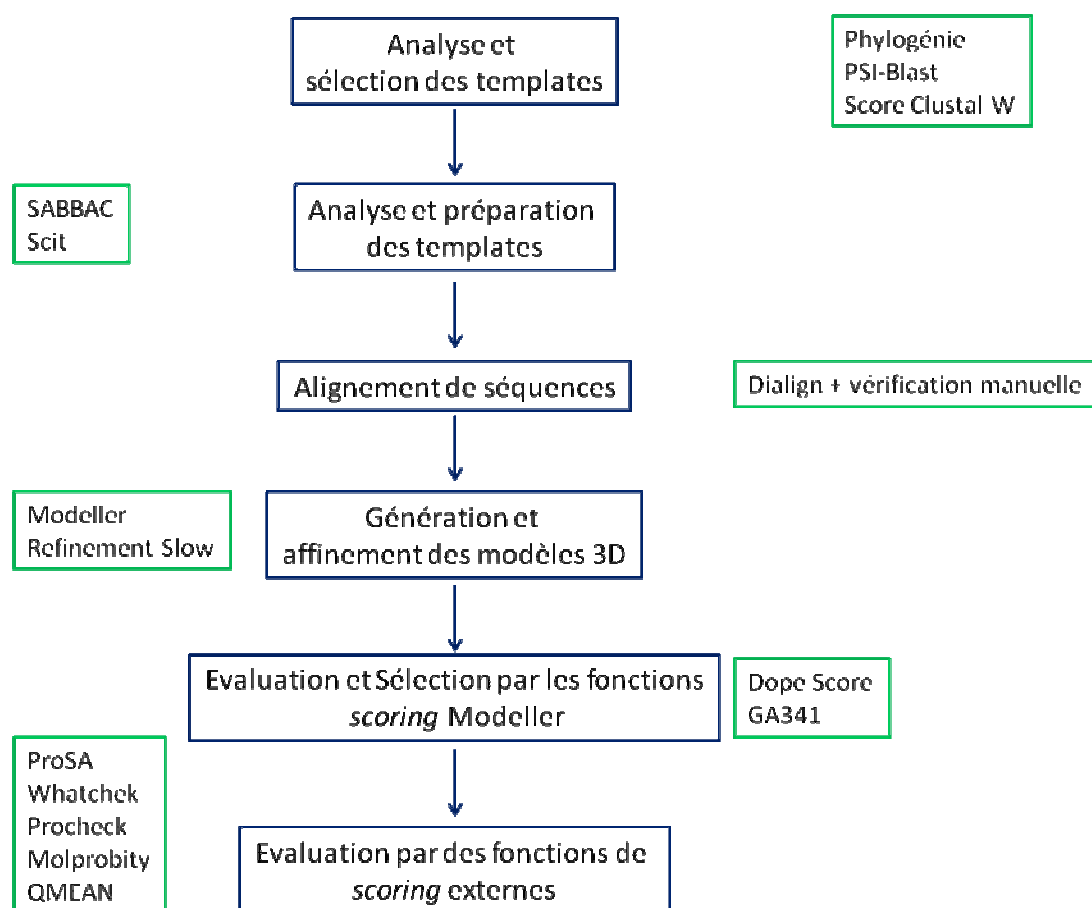 Analyse et
sélection des templates
Phylogénie
PSI-Blast
Score Clustal W
SABBAC
Scit
Analyse et préparation
des templates
Alignement de séquences
Dialign + vérification manuelle
Modeller
Refinement Slow
Génération et
affinement des modèles 3D
Evaluation et Sélection par les fonctions
scoring Modeller
Dope Score
GA341
ProSA
Whatchek
Procheck
Molprobity
QMEAN
Evaluation par des fonctions de
scoring externes